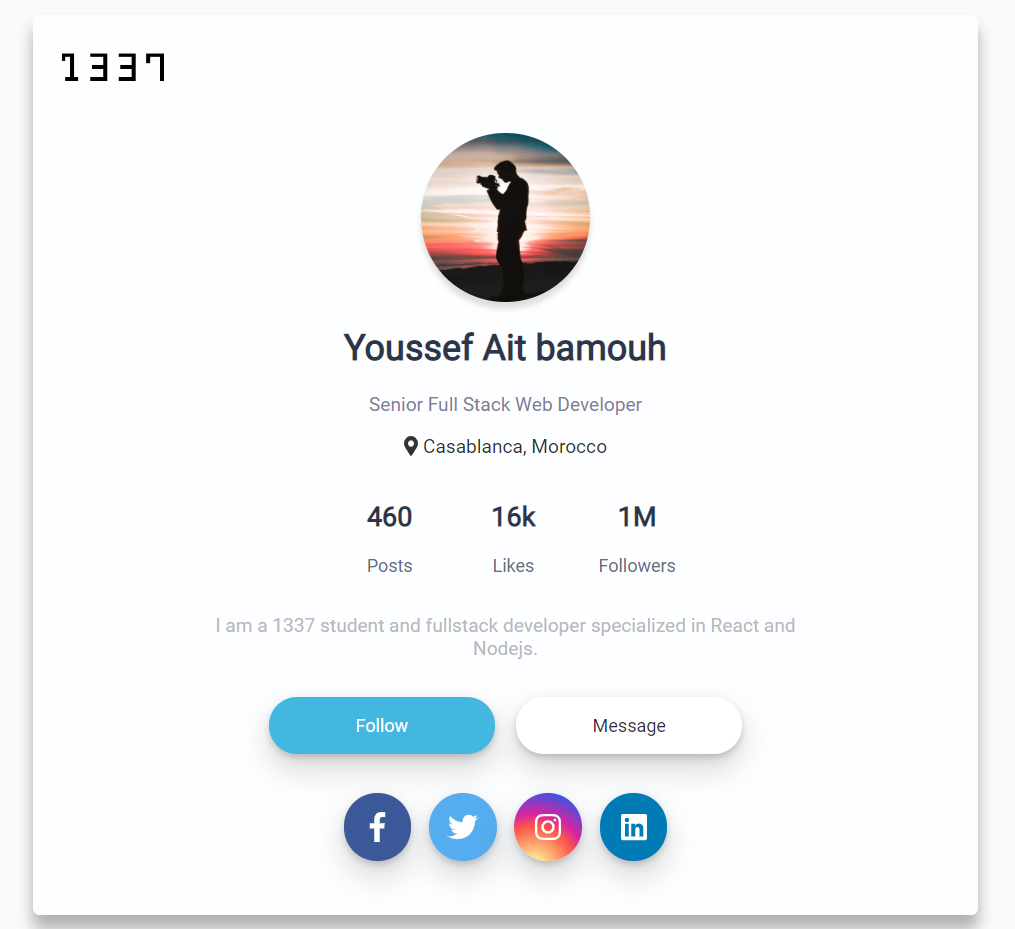 1337
Youssef Ait bamouh
Senior Full Stack Web Developer
Casablanca, Morocco
460 16k 1M
Posts Likes Followers
I am a 1337 student and fullstack developer specialized in React and
Nodejs.
Follow Message